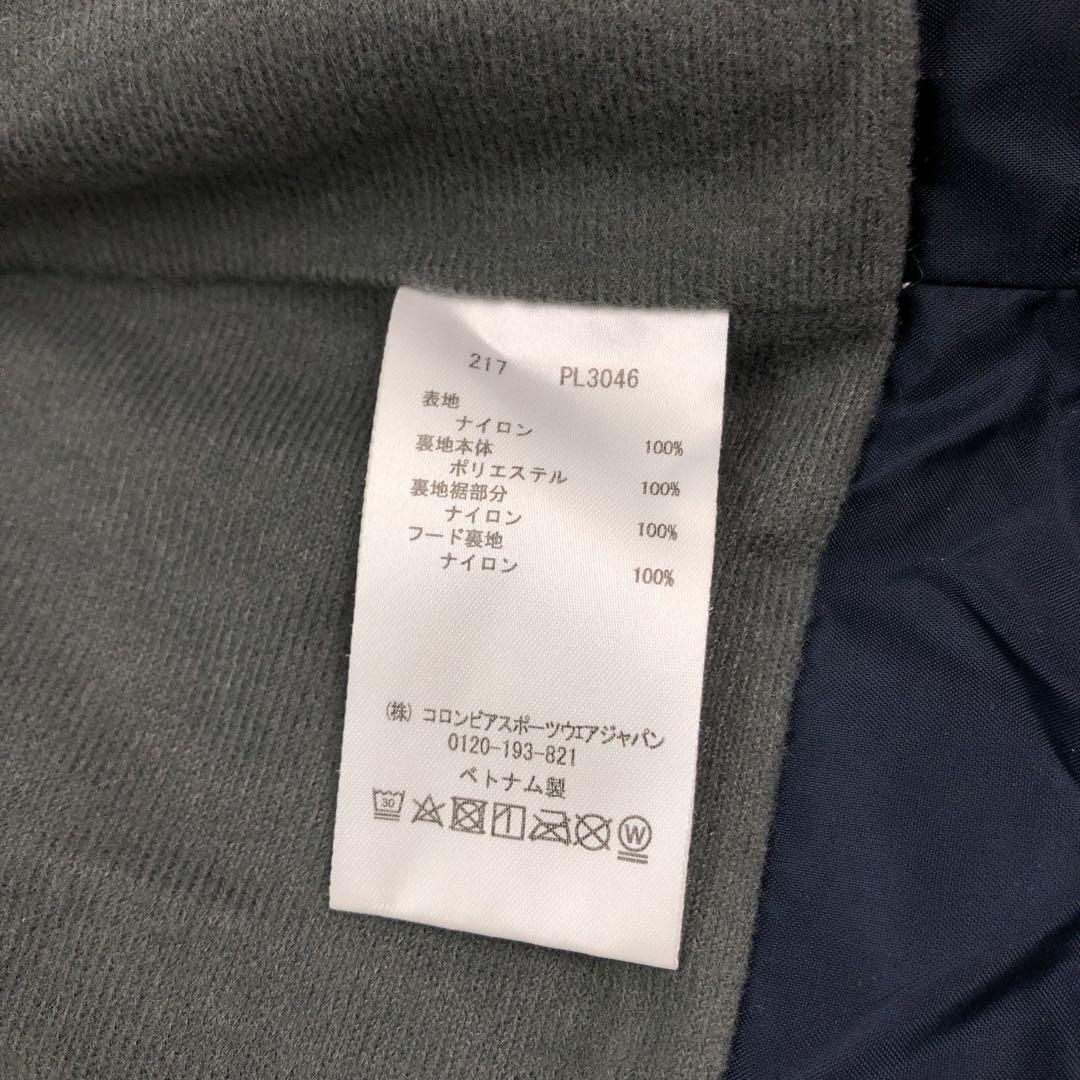 217 PL3046
表地
ナイロン 100%
裏地本体
ポリエステル 100%
裏地裾部分
ナイロン 100%
フード裏地
ナイロン 100%
(株) コロンビアスポーツウェアジャパン
0120-193-821
ベトナム製
30
W